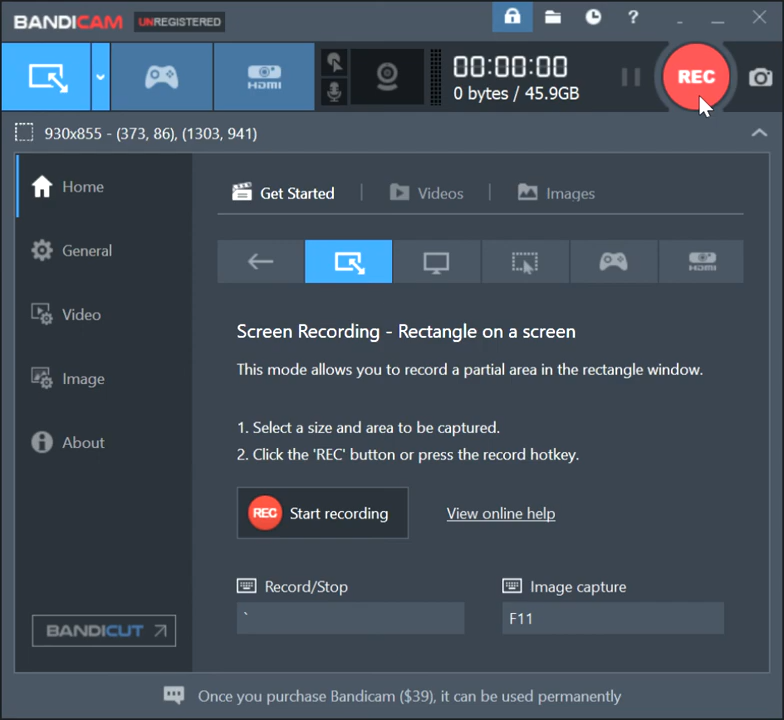 BANDICAM UNREGISTERED
?
HDMI
00:00:00
0 bytes / 45.9GB
REC
930x855 - (373, 86), (1303, 941)
Home
General
Video
Image
About
BANDICUT
Get Started
Videos
Images
HDMI
Screen Recording - Rectangle on a screen
This mode allows you to record a partial area in the rectangle window.
1. Select a size and area to be captured.
2. Click the 'REC' button or press the record hotkey.
REC Start recording
View online help
Record/Stop
`
Image capture
F11
Once you purchase Bandicam ($39), it can be used permanently